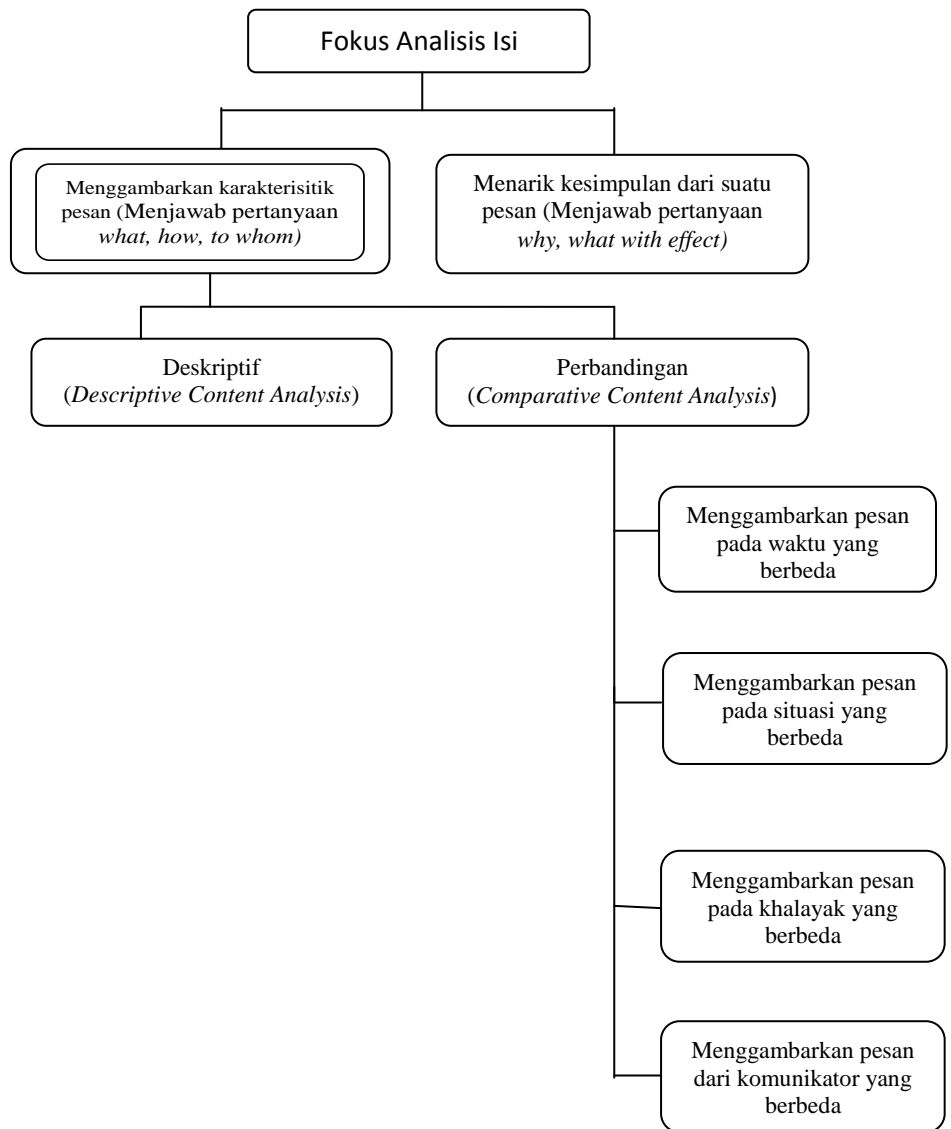 Fokus Analisis Isi
Menggambarkan karakterisitik
pesan (Menjawab pertanyaan
what, how, to whom)
Menarik kesimpulan dari suatu
pesan (Menjawab pertanyaan
why, what with effect)
Deskriptif
(Descriptive Content Analysis)
Perbandingan
(Comparative Content Analysis)
Menggambarkan pesan
pada waktu yang
berbeda
Menggambarkan pesan
pada situasi yang
berbeda
Menggambarkan pesan
pada khalayak yang
berbeda
Menggambarkan pesan
dari komunikator yang
berbeda